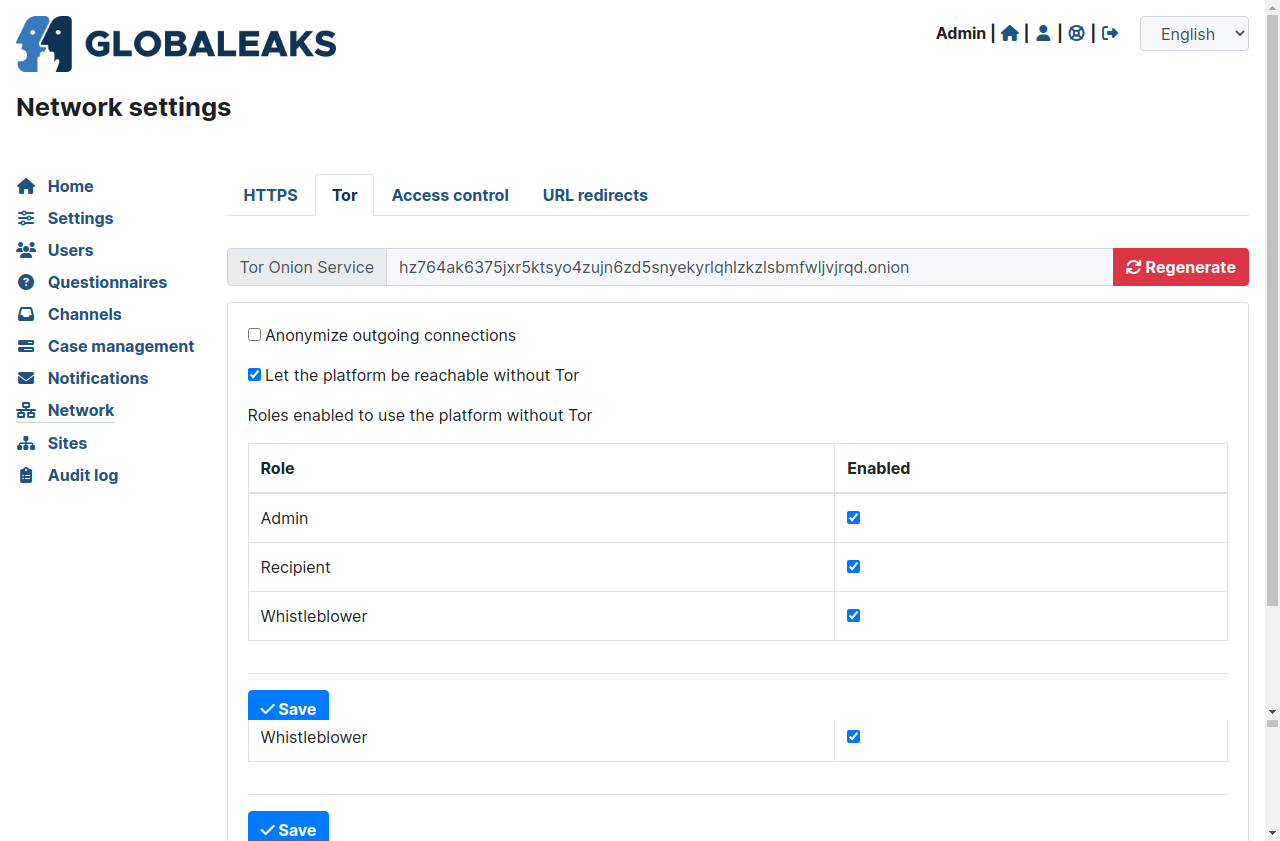 GLOBALEAKS
Admin | | | |
English
Network settings
Home
Settings
Users
Questionnaires
Channels
Case management
Notifications
Network
Sites
Audit log
HTTPS Tor Access control URL redirects
Tor Onion Service hz764ak6375jxr5ktsyo4zujn6zd5snyekyrlqhlzkzlsbmfwljvjrqd.onion Regenerate
Anonymize outgoing connections
Let the platform be reachable without Tor
Roles enabled to use the platform without Tor
Role Enabled
Admin
Recipient
Whistleblower
Save
Whistleblower
Save